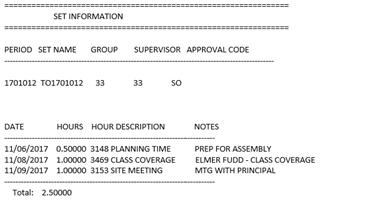 ==============================================================
SET INFORMATION
==============================================================
PERIOD SET NAME GROUP SUPERVISOR APPROVAL CODE
--------------------------------------------------------------------------------
1701012 TO1701012 33 33 SO
DATE HOURS HOUR DESCRIPTION NOTES
--------------------------------------------------------------
11/06/2017 0.50000 3148 PLANNING TIME PREP FOR ASSEMBLY
11/08/2017 1.00000 3469 CLASS COVERAGE ELMER FUDD - CLASS COVERAGE
11/09/2017 1.00000 3153 SITE MEETING MTG WITH PRINCIPAL
--------------------------------------------------------------
Total: 2.50000